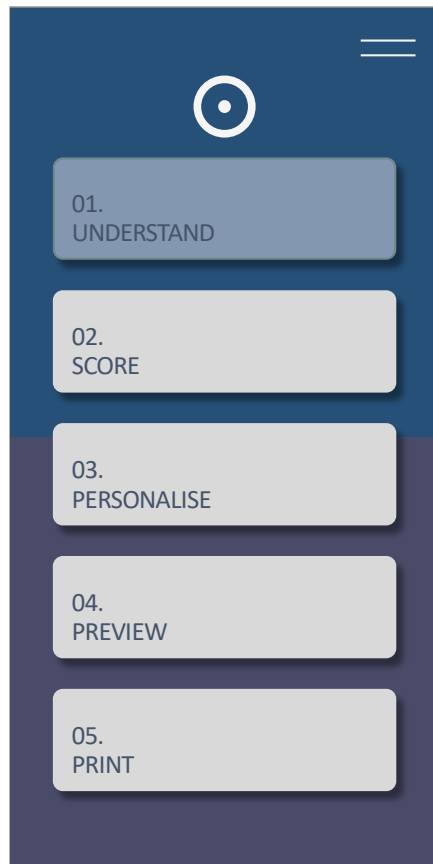 01.
UNDERSTAND
02.
SCORE
03.
PERSONALISE
04.
PREVIEW
05.
PRINT